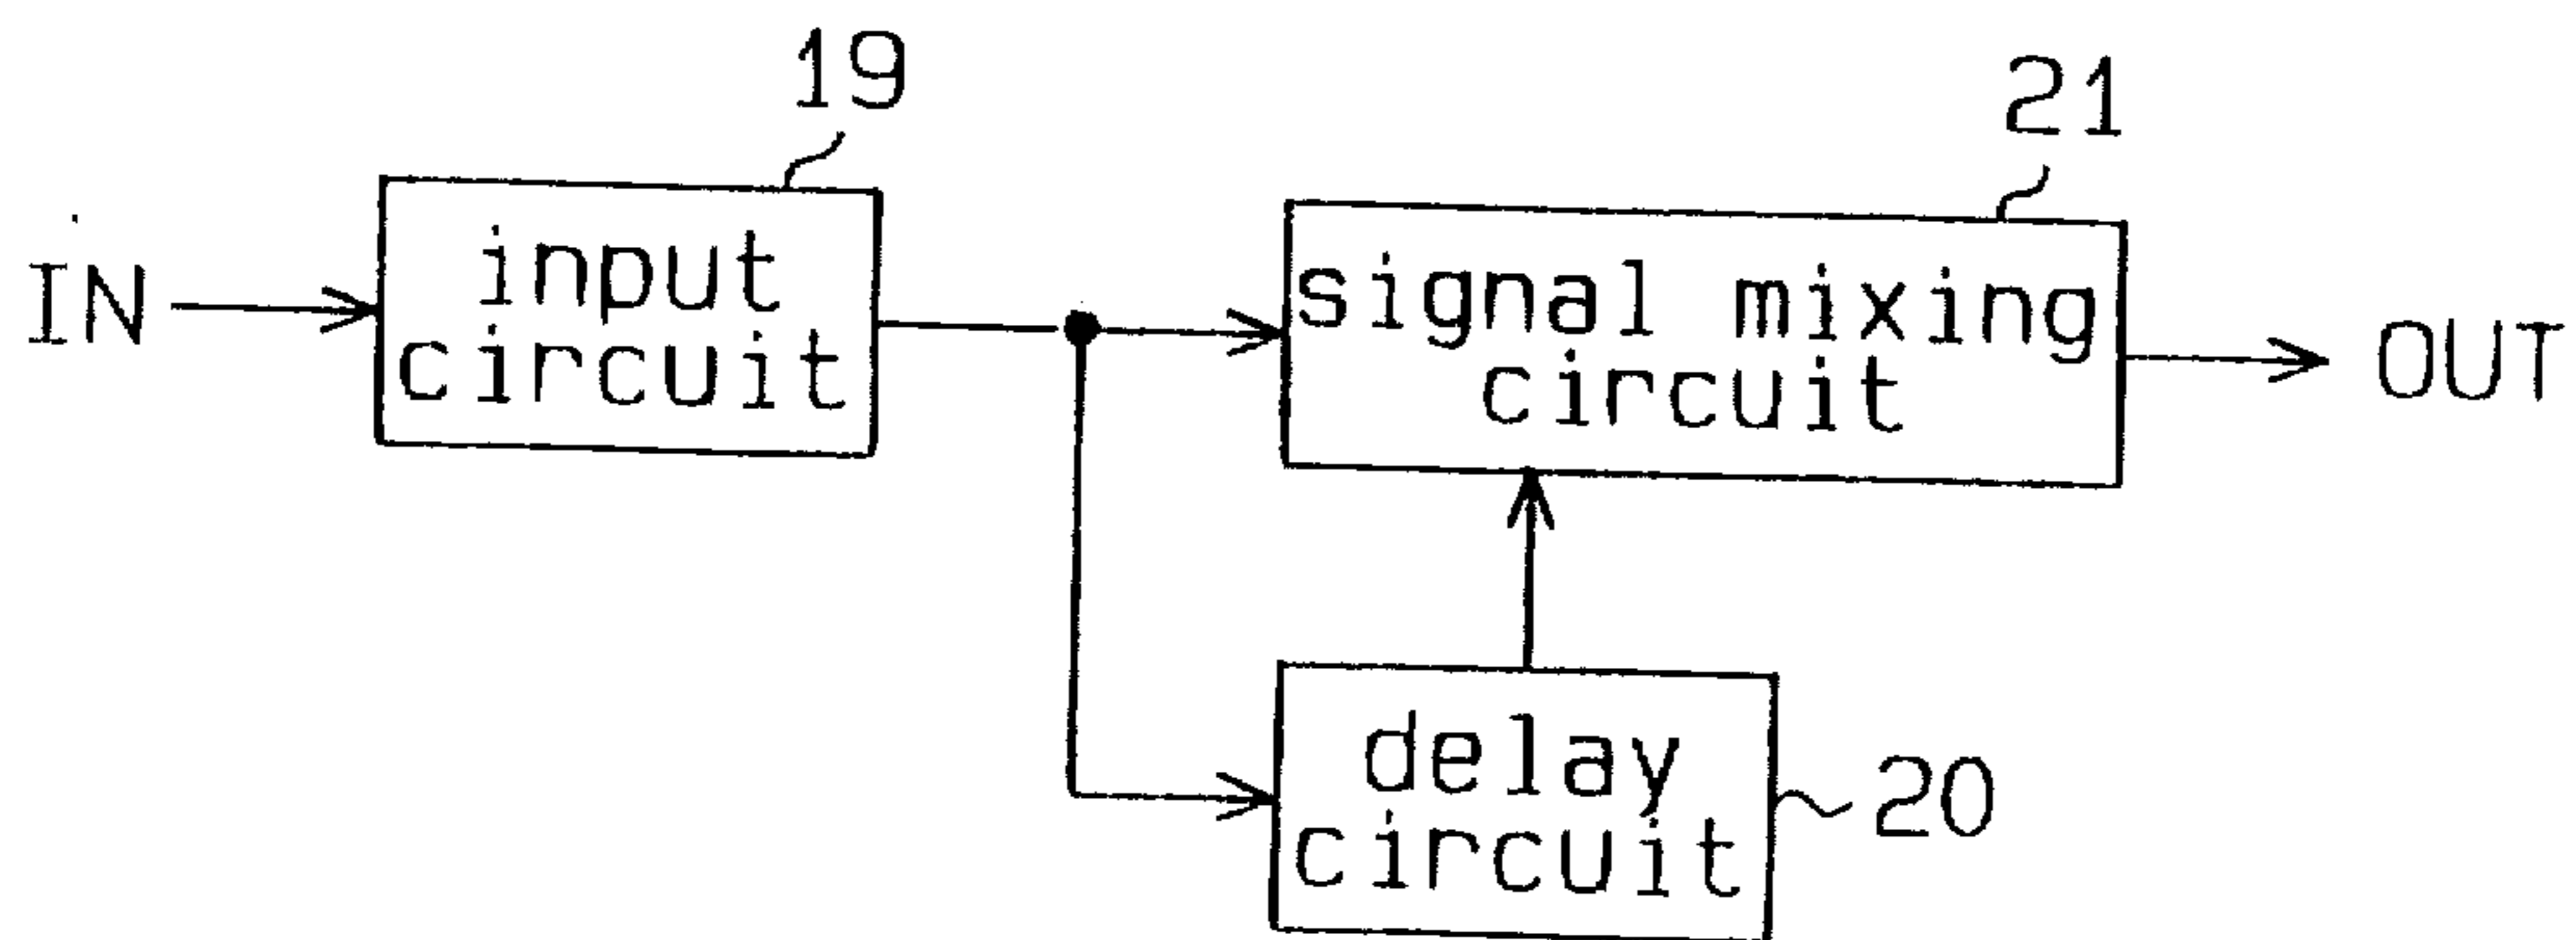 19
21
IN
input
circuit
signal mixing
circuit
OUT
delay
circuit
20